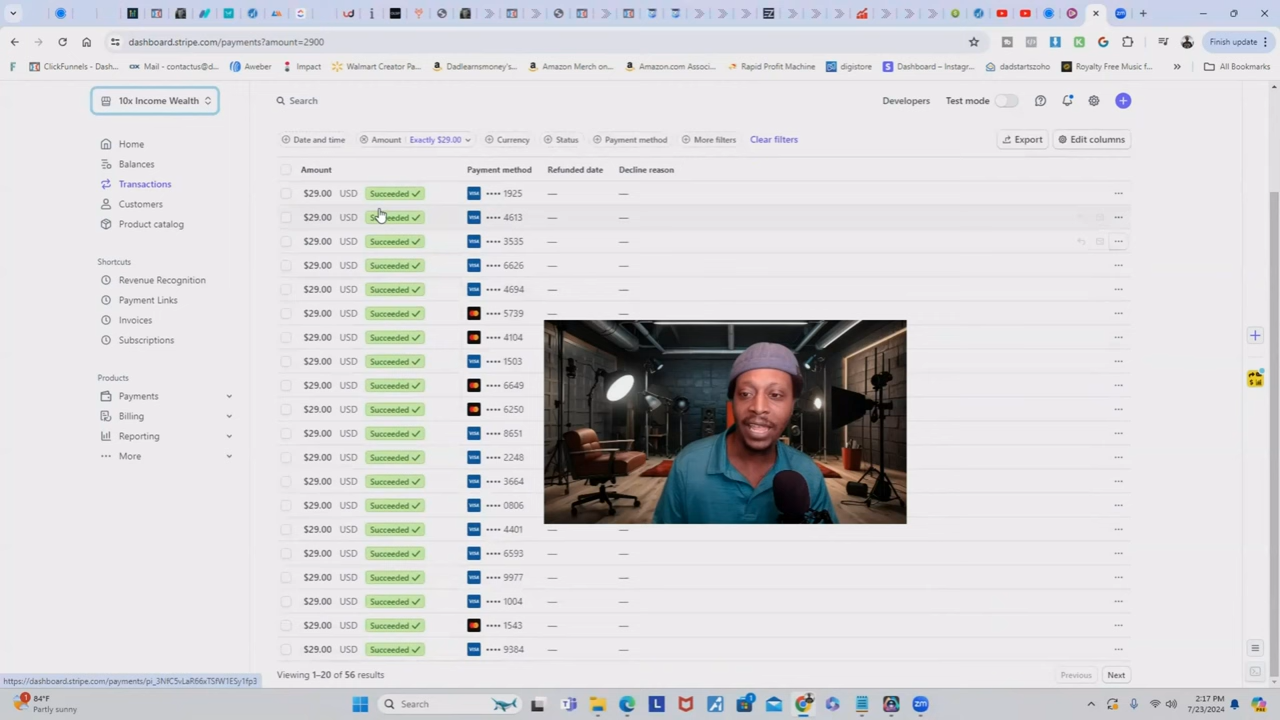 dashboard.stripe.com/payments?amount=2900
Finish update
ClickFunnels - Dash...
Mail - contactus@d...
Aweber
Impact
Walmart Creator Pa...
Dadlearnsmoney's...
Amazon Merch on...
Amazon.com Associ...
Rapid Profit Machine
digistore
Dashboard – Instagr...
dadstartszoho
Royalty Free Music f...
All Bookmarks
10x Income Wealth
Search
Developers
Test mode
Date and time
Amount
Exactly $29.00
Currency
Status
Payment method
More filters
Clear filters
Export
Edit columns
Home
Balances
Transactions
Customers
Product catalog
Shortcuts
Revenue Recognition
Payment Links
Invoices
Subscriptions
Products
Payments
Billing
Reporting
More
Amount Payment method Refunded date Decline reason
$29.00 USD Succeeded •••• 1925 — —
$29.00 USD Succeeded •••• 4613 — —
$29.00 USD Succeeded •••• 3535 — —
$29.00 USD Succeeded •••• 6626 — —
$29.00 USD Succeeded •••• 4694 — —
$29.00 USD Succeeded •••• 5739 — —
$29.00 USD Succeeded •••• 4104
$29.00 USD Succeeded •••• 1503
$29.00 USD Succeeded •••• 6649
$29.00 USD Succeeded •••• 6250
$29.00 USD Succeeded •••• 8651
$29.00 USD Succeeded •••• 2248
$29.00 USD Succeeded •••• 3664
$29.00 USD Succeeded •••• 0806
$29.00 USD Succeeded •••• 4401 — —
$29.00 USD Succeeded •••• 6593 — —
$29.00 USD Succeeded •••• 9977 — —
$29.00 USD Succeeded •••• 1004 — —
$29.00 USD Succeeded •••• 1543 — —
$29.00 USD Succeeded •••• 9384 — —
Viewing 1–20 of 56 results
Previous
Next
https://dashboard.stripe.com/payments/pi_3NfC5vLaR66xTSfW1ESy1fp3
84°F
Partly sunny
Search
2:17 PM
7/23/2024